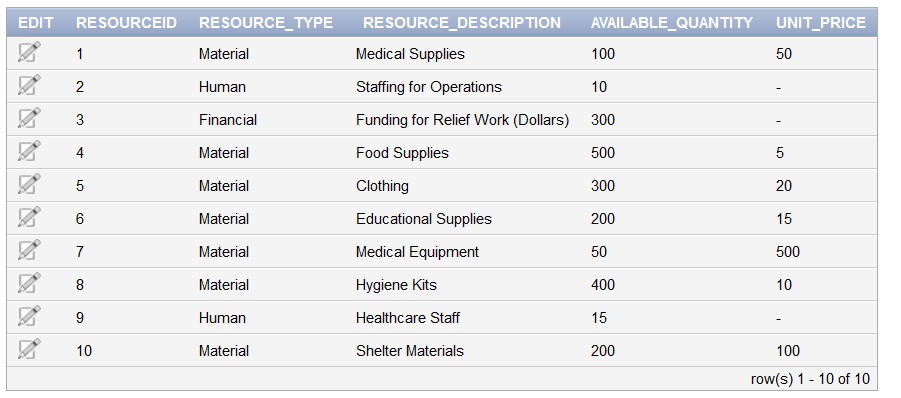 EDIT RESOURCEID RESOURCE_TYPE RESOURCE_DESCRIPTION AVAILABLE_QUANTITY UNIT_PRICE
1 Material Medical Supplies 100 50
2 Human Staffing for Operations 10 -
3 Financial Funding for Relief Work (Dollars) 300 -
4 Material Food Supplies 500 5
5 Material Clothing 300 20
6 Material Educational Supplies 200 15
7 Material Medical Equipment 50 500
8 Material Hygiene Kits 400 10
9 Human Healthcare Staff 15 -
10 Material Shelter Materials 200 100
row(s) 1 - 10 of 10